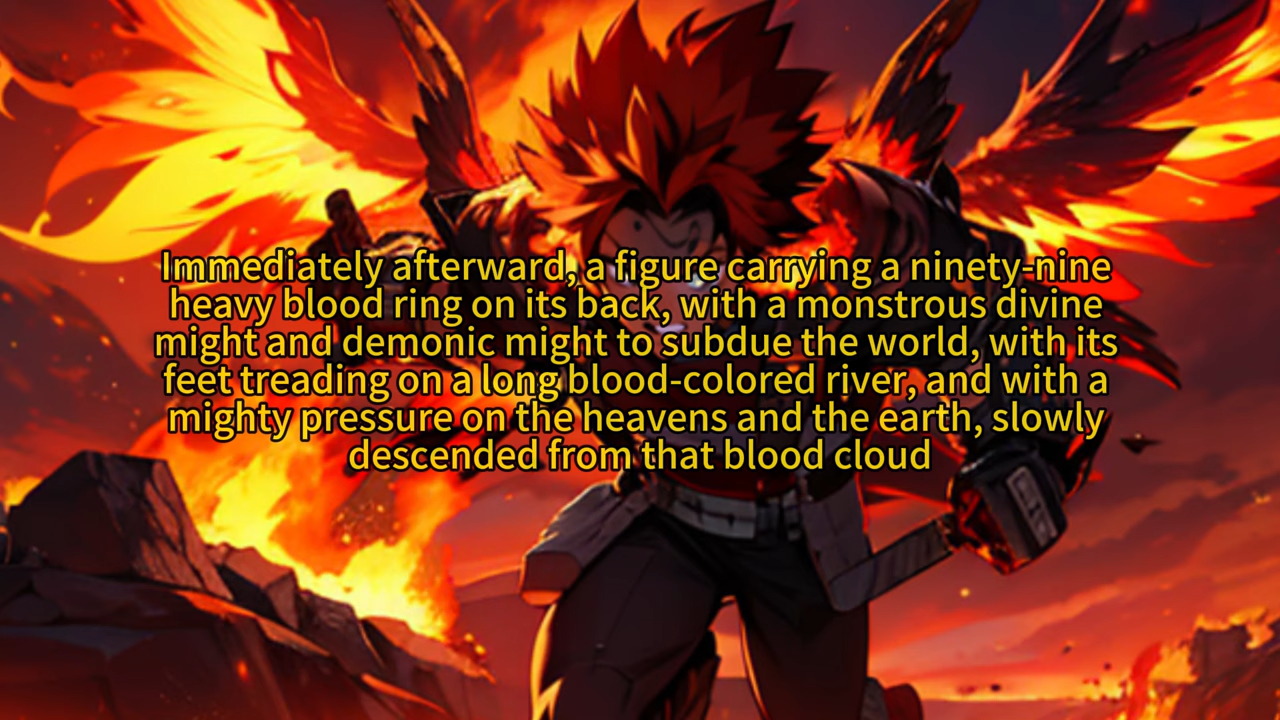 Immediately afterward, a figure carrying a ninety-nine
heavy blood ring on its back, with a monstrous divine
might and demonic might to subdue the world, with its
feet treading on a long blood-colored river, and with a
mighty pressure on the heavens and the earth, slowly
descended from that blood cloud